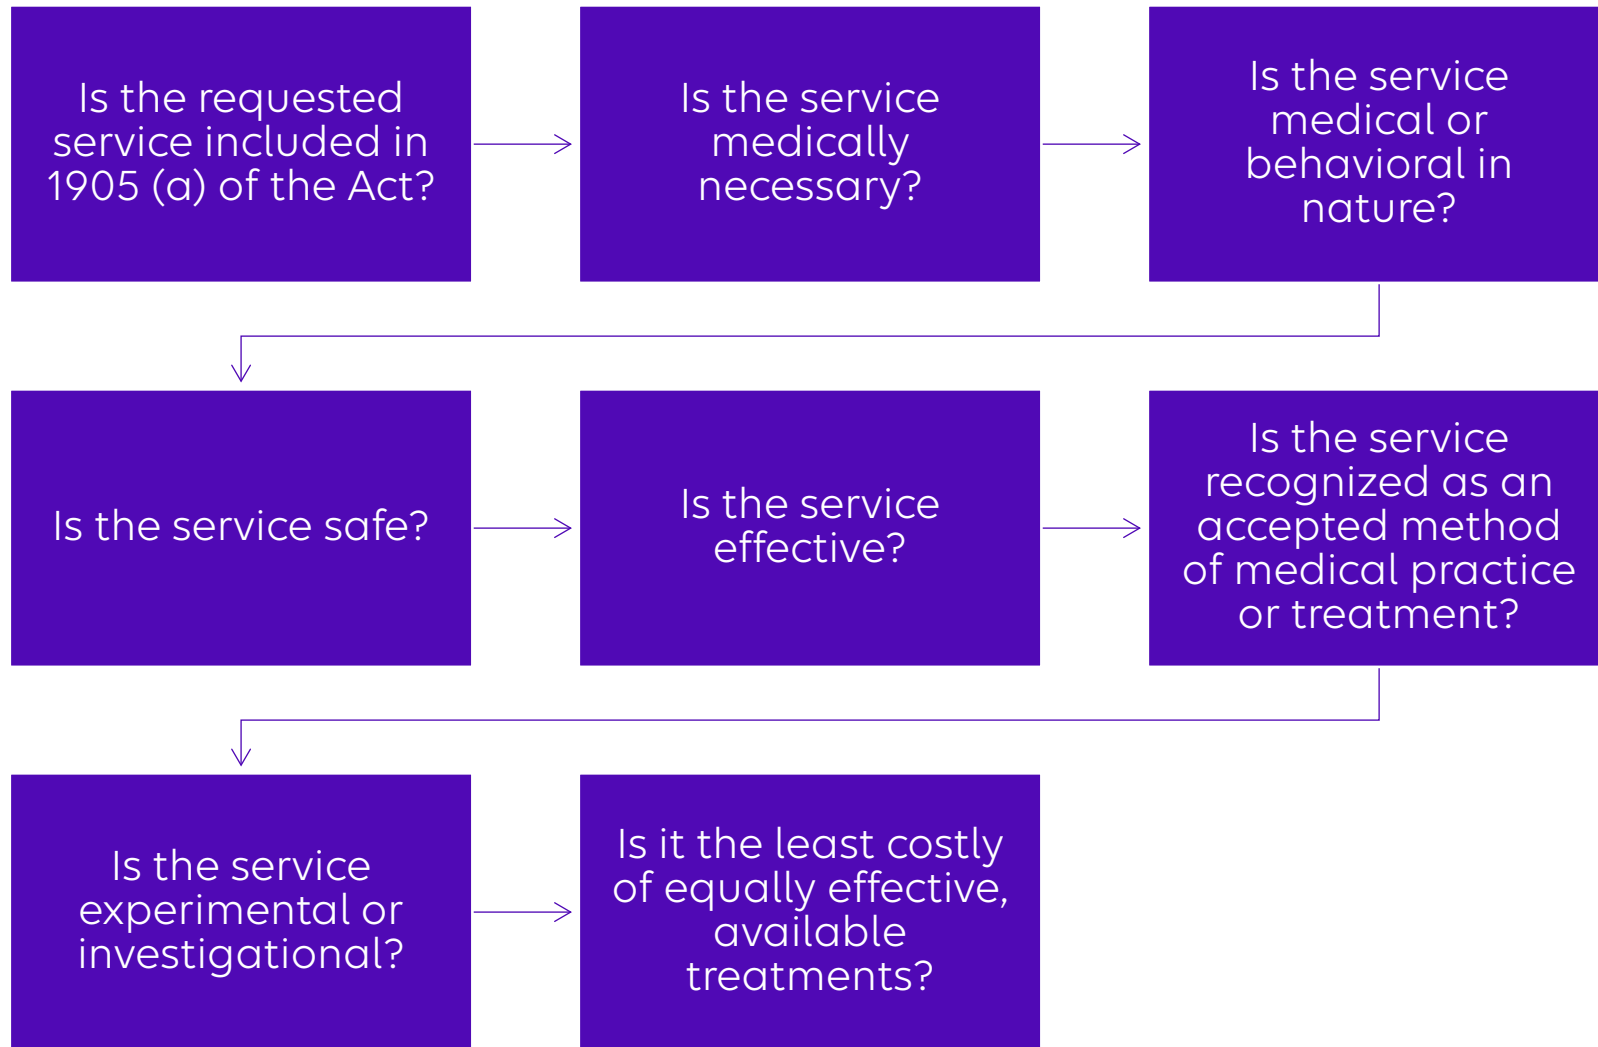 Is the requested
service included in
1905 (a) of the Act?
Is the service
medically
necessary?
Is the service
medical or
behavioral in
nature?
Is the service safe?
Is the service
effective?
Is the service
recognized as an
accepted method
of medical practice
or treatment?
Is the service
experimental or
investigational?
Is it the least costly
of equally effective,
available
treatments?